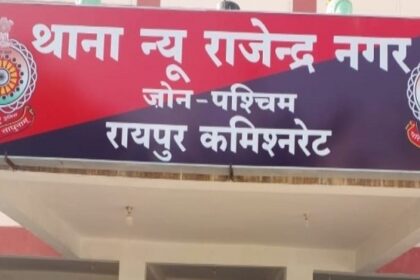 थाना न्यू राजेन्द्र नगर
जोन-पश्चिम
रायपुर कमिश्नरेट